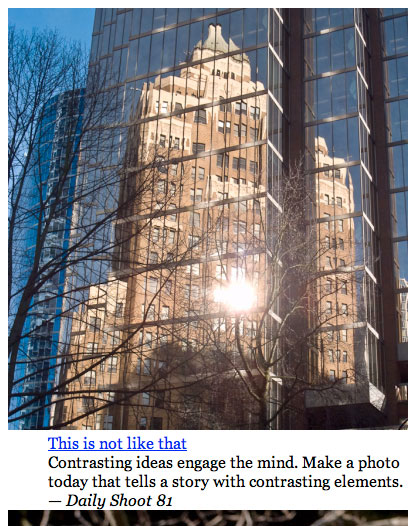 This is not like that
Contrasting ideas engage the mind. Make a photo
today that tells a story with contrasting elements.
— Daily Shoot 81